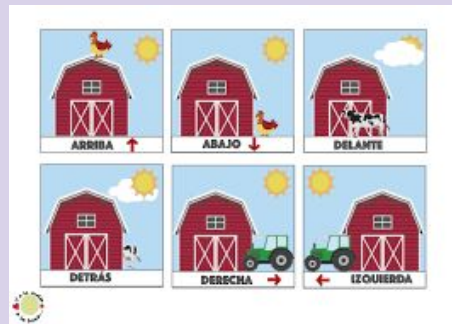 ARRIBA
ABAJO
DELANTE
DETRÁS
DERECHA
IZQUIERDA